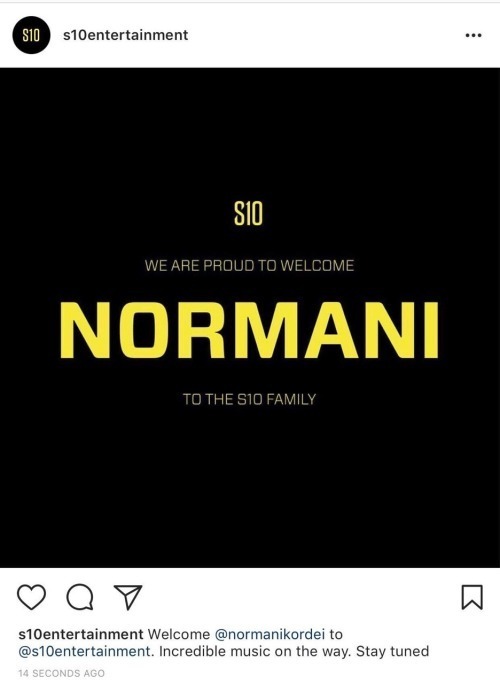 S10
s10entertainment
S10
WE ARE PROUD TO WELCOME
NORMANI
TO THE S10 FAMILY
s10entertainment Welcome @normanikordei to
@s10entertainment. Incredible music on the way. Stay tuned
14 SECONDS AGO